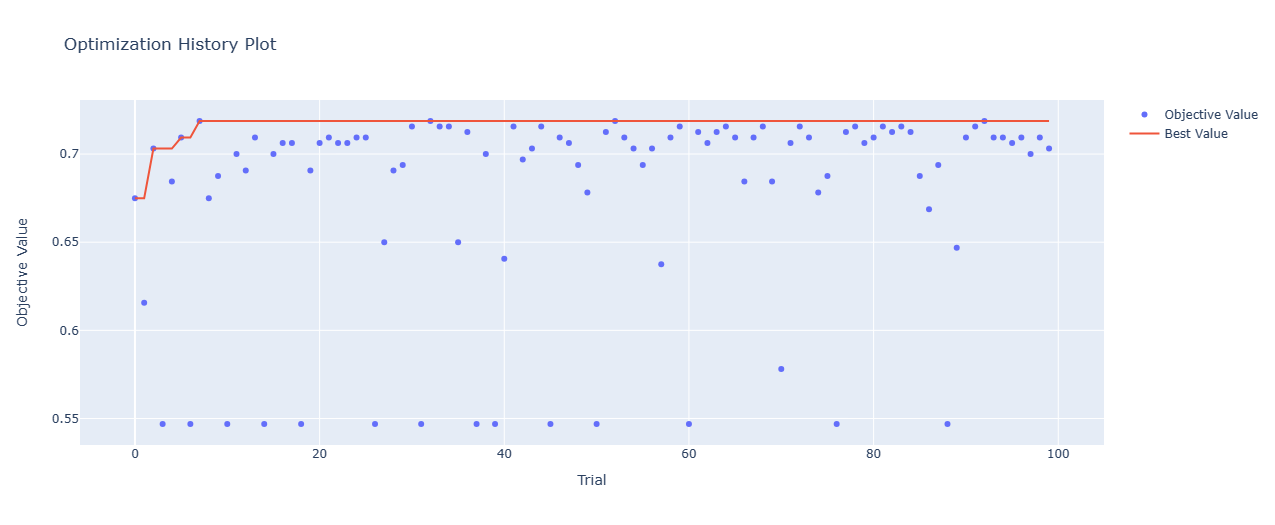 Optimization History Plot
Objective Value
Best Value
0.7
0.65
0.6
0.55
Objective Value
0
20
40
60
80
100
Trial